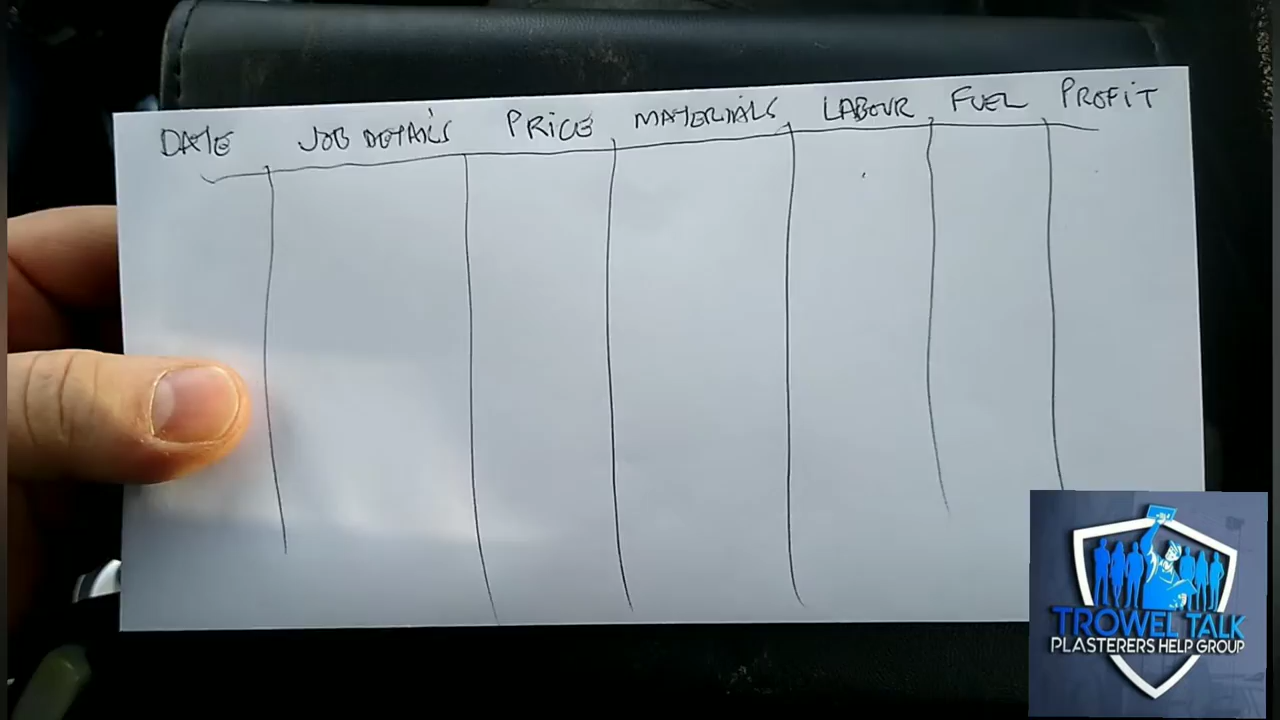 DATE JOB DETAILS PRICE MATERIALS LABOUR FUEL PROFIT
TROWEL TALK
PLASTERERS HELP GROUP